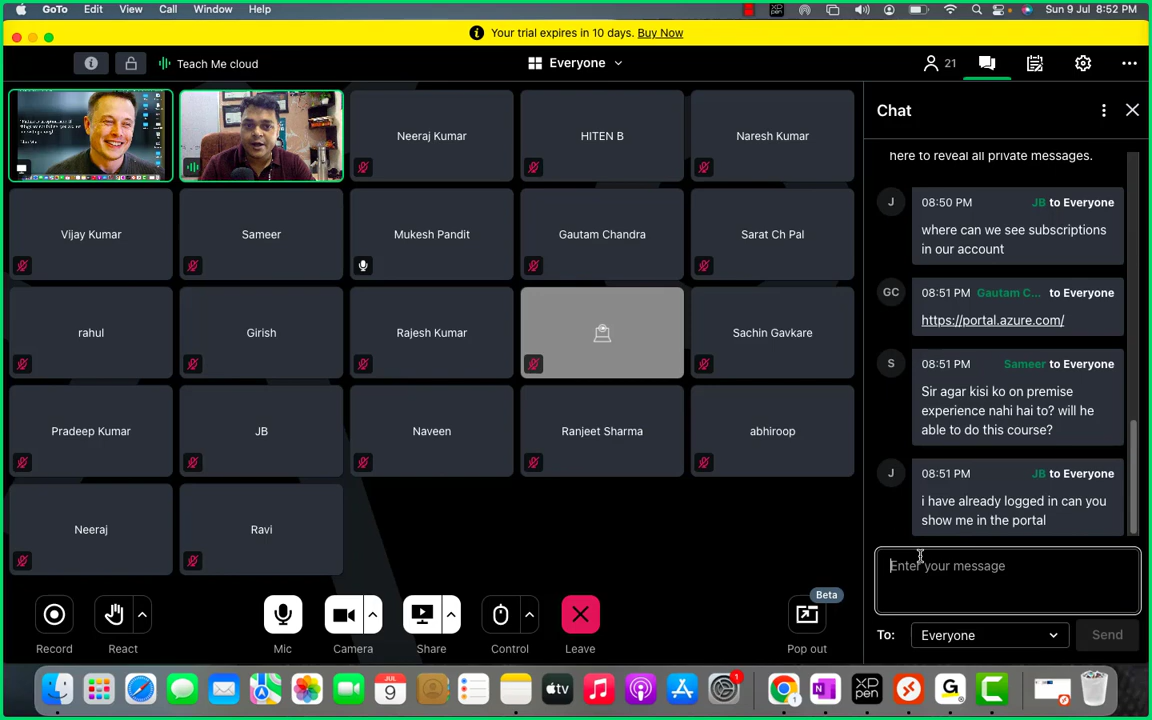 GoTo Edit View Call Window Help
Sun 9 Jul 8:52 PM
Your trial expires in 10 days. Buy Now
Teach Me cloud
Everyone
21
Neeraj Kumar
HITEN B
Naresh Kumar
Vijay Kumar
Sameer
Mukesh Pandit
Gautam Chandra
Sarat Ch Pal
rahul
Girish
Rajesh Kumar
Sachin Gavkare
Pradeep Kumar
JB
Naveen
Ranjeet Sharma
abhiroop
Neeraj
Ravi
Chat
here to reveal all private messages.
J
08:50 PM JB to Everyone
where can we see subscriptions
in our account
GC
08:51 PM Gautam C... to Everyone
https://portal.azure.com/
S
08:51 PM Sameer to Everyone
Sir agar kisi ko on premise
experience nahi hai to? will he
able to do this course?
J
08:51 PM JB to Everyone
i have already logged in can you
show me in the portal
Enter your message
To: Everyone
Send
Beta
Record
React
Mic
Camera
Share
Control
Leave
Pop out
JUL
9
tv
1
1
N
XP
PEN
G
C